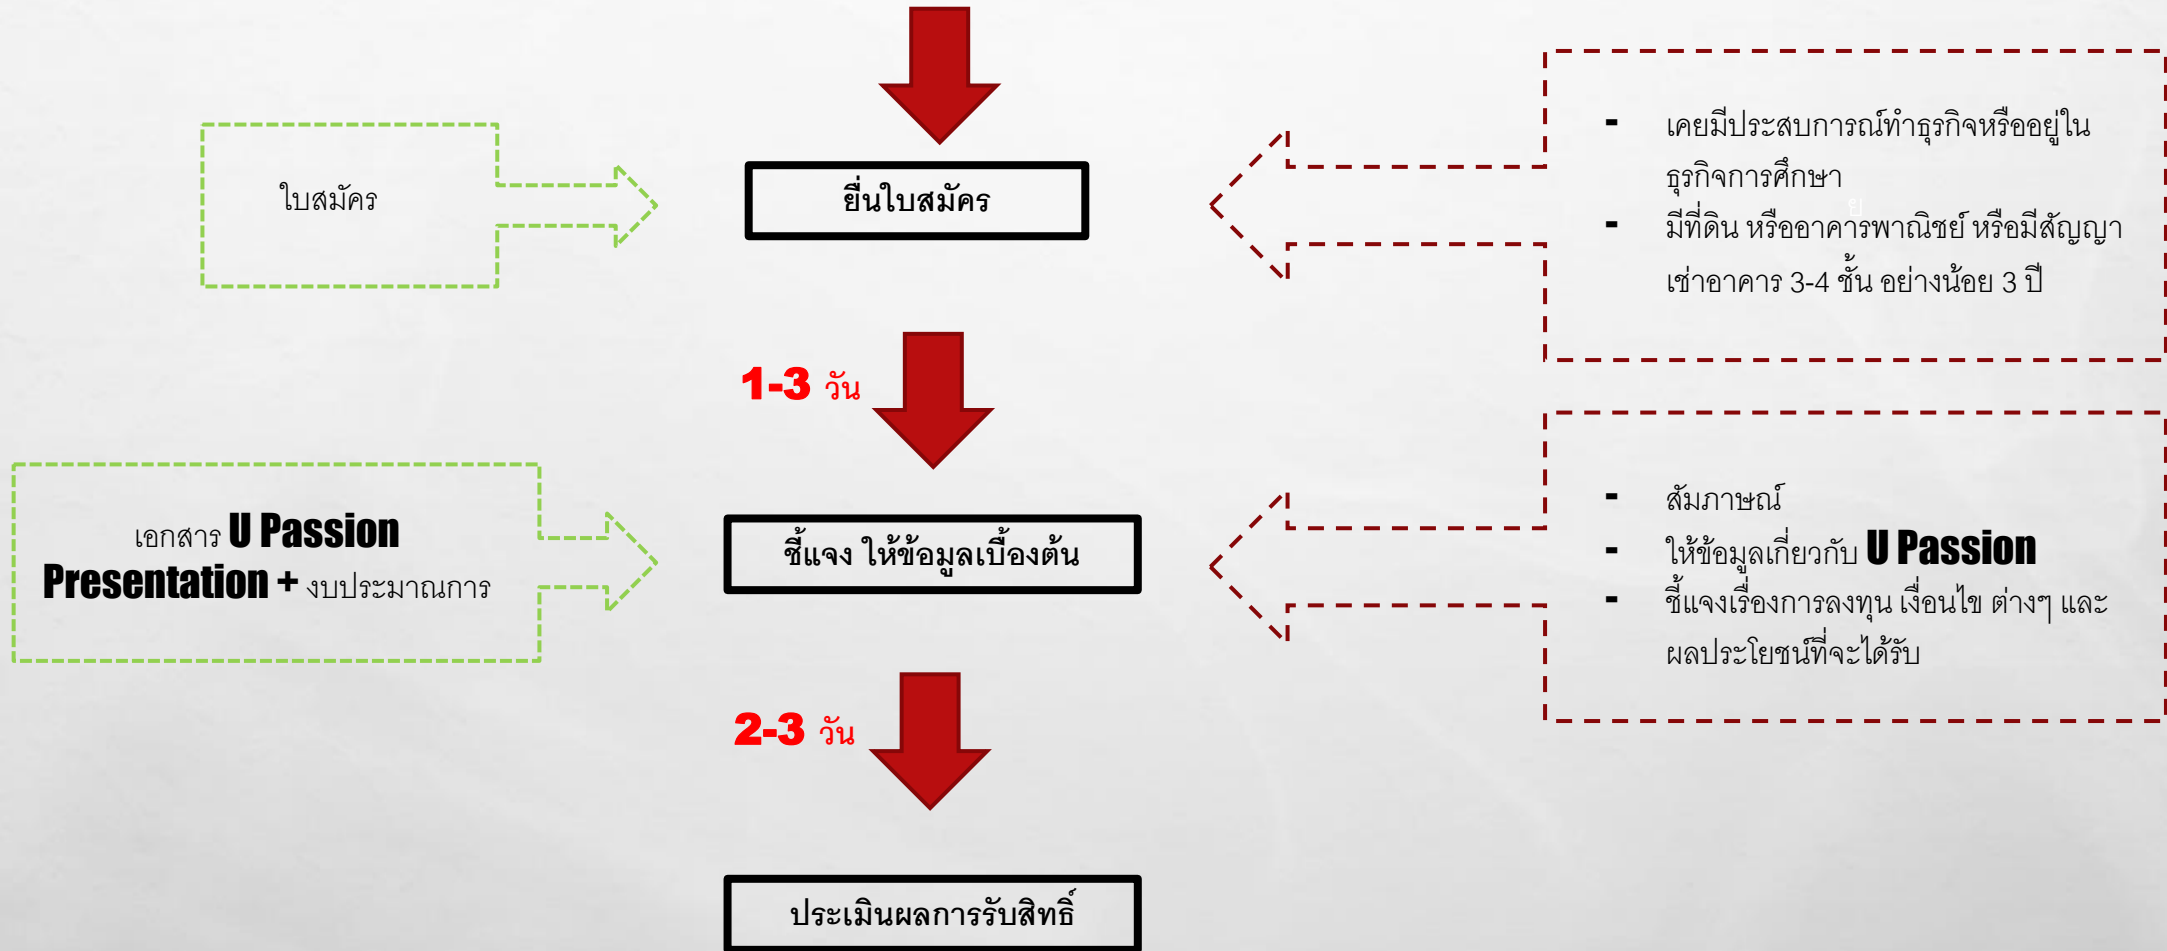 ใบสมัคร
ยื่นใบสมัคร
- เคยมีประสบการณ์ทำธุรกิจหรืออยู่ใน
ธุรกิจการศึกษา
ย
- มีที่ดิน หรืออาคารพาณิชย์ หรือมีสัญญา
เช่าอาคาร 3-4 ชั้น อย่างน้อย 3 ปี
1-3 วัน
เอกสาร U Passion
Presentation + งบประมาณการ
ชี้แจง ให้ข้อมูลเบื้องต้น
- สัมภาษณ์
- ให้ข้อมูลเกี่ยวกับ U Passion
- ชี้แจงเรื่องการลงทุน เงื่อนไข ต่างๆ และ
ผลประโยชน์ที่จะได้รับ
2-3 วัน
ประเมินผลการรับสิทธิ์